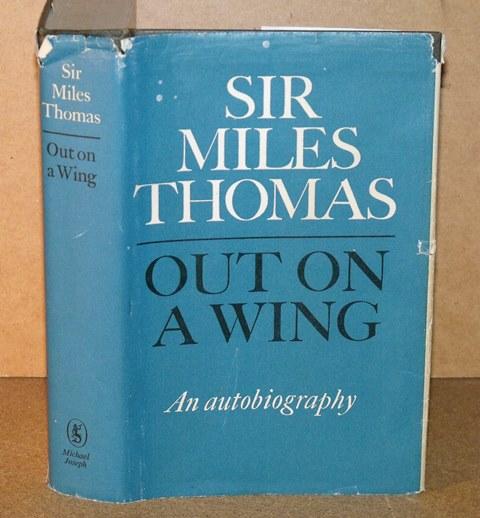 Sir
Miles
Thomas
Out on
a Wing
Michael
Joseph
SIR
MILES
THOMAS
OUT ON
A WING
An autobiography